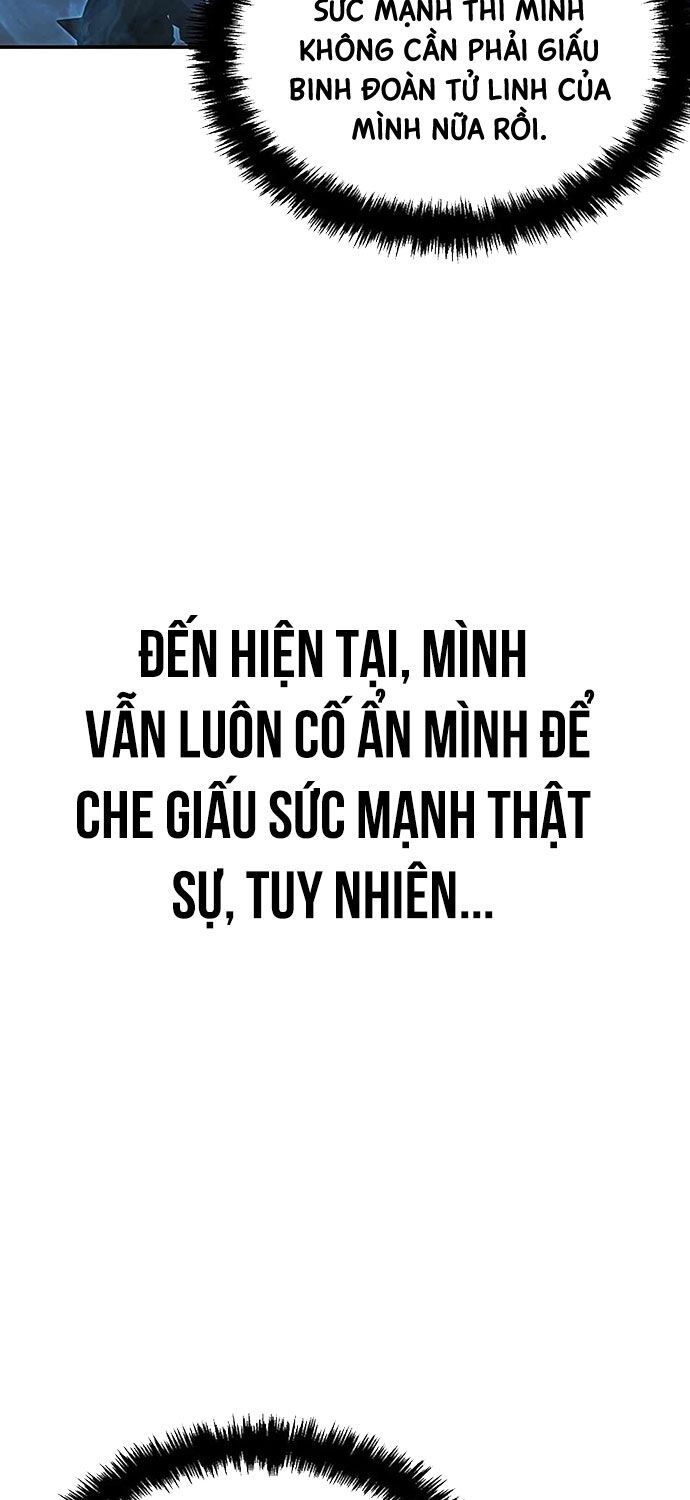 SỨC MẠNH THÌ MÌNH
KHÔNG CẦN PHẢI GIẤU
BINH ĐOÀN TỬ LINH CỦA
MÌNH NỮA RỒI.
ĐẾN HIỆN TẠI, MÌNH
VẪN LUÔN CỐ ẨN MÌNH ĐỂ
CHE GIẤU SỨC MẠNH THẬT
SỰ, TUY NHIÊN...